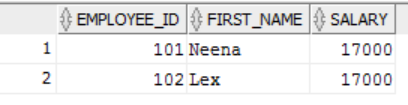 EMPLOYEE_ID FIRST_NAME SALARY
1 101 Neena 17000
2 102 Lex 17000